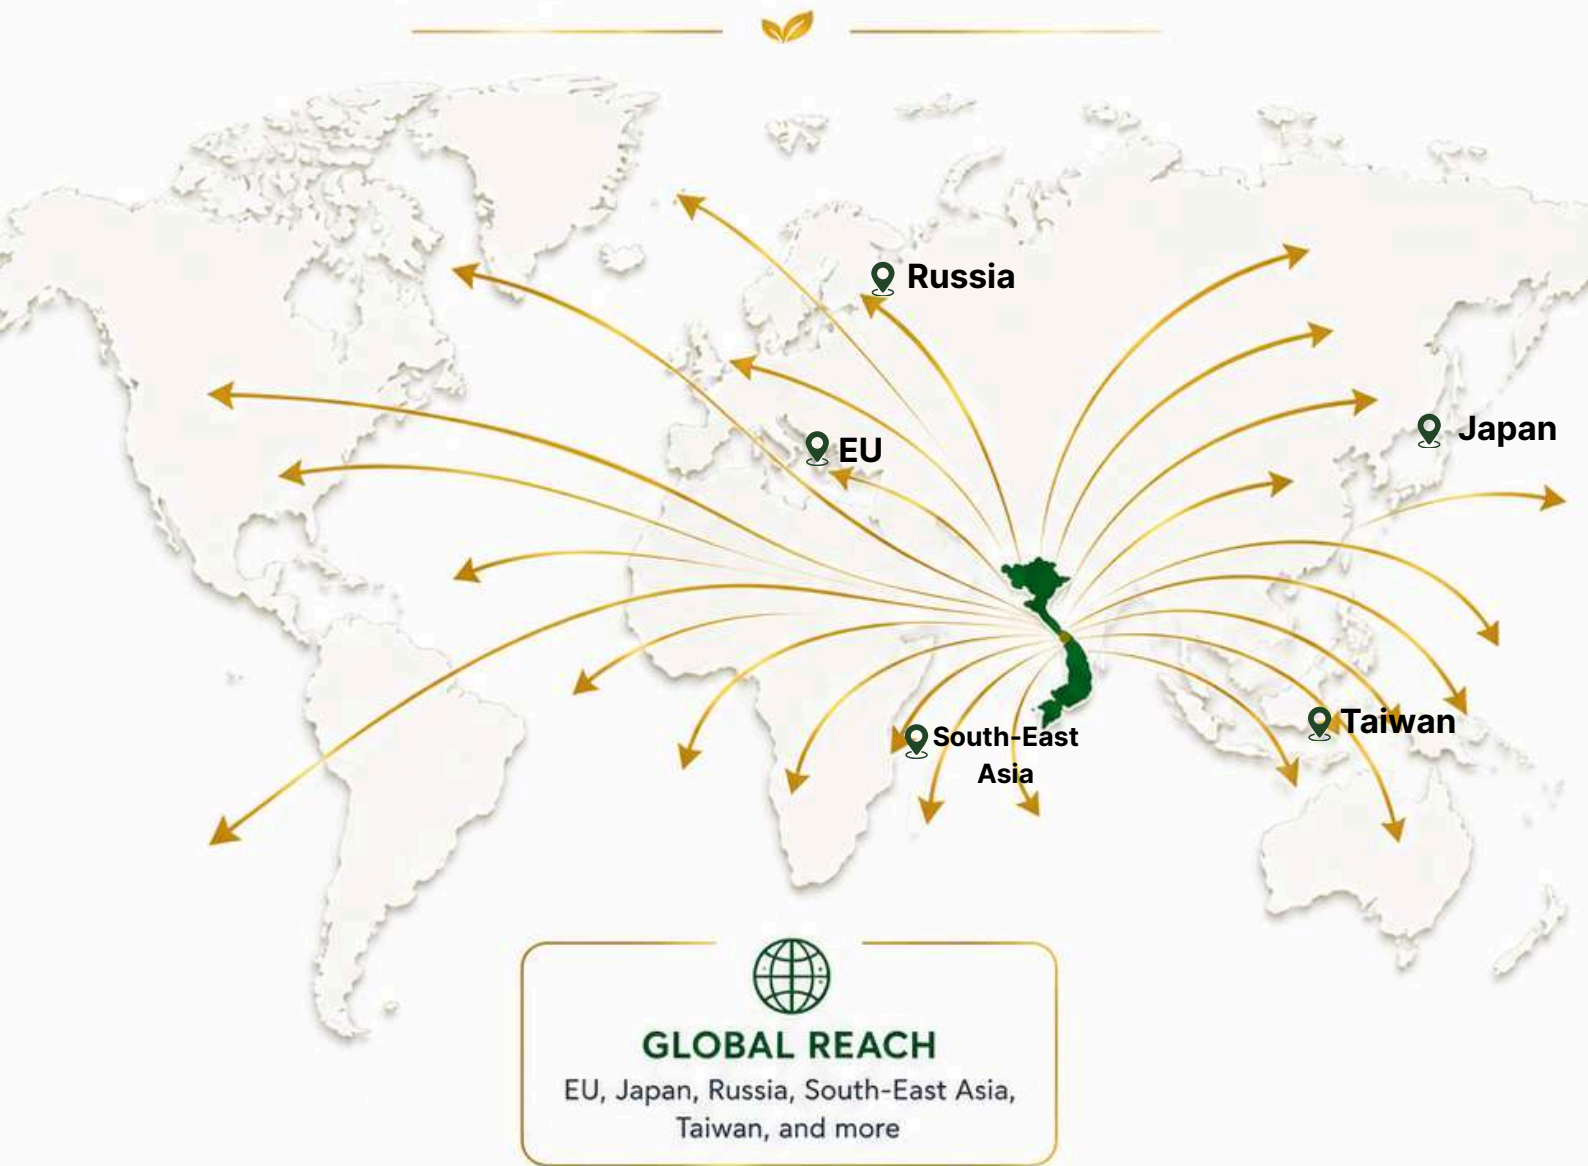 Russia
Japan
EU
Taiwan
South-East
Asia
GLOBAL REACH
EU, Japan, Russia, South-East Asia,
Taiwan, and more